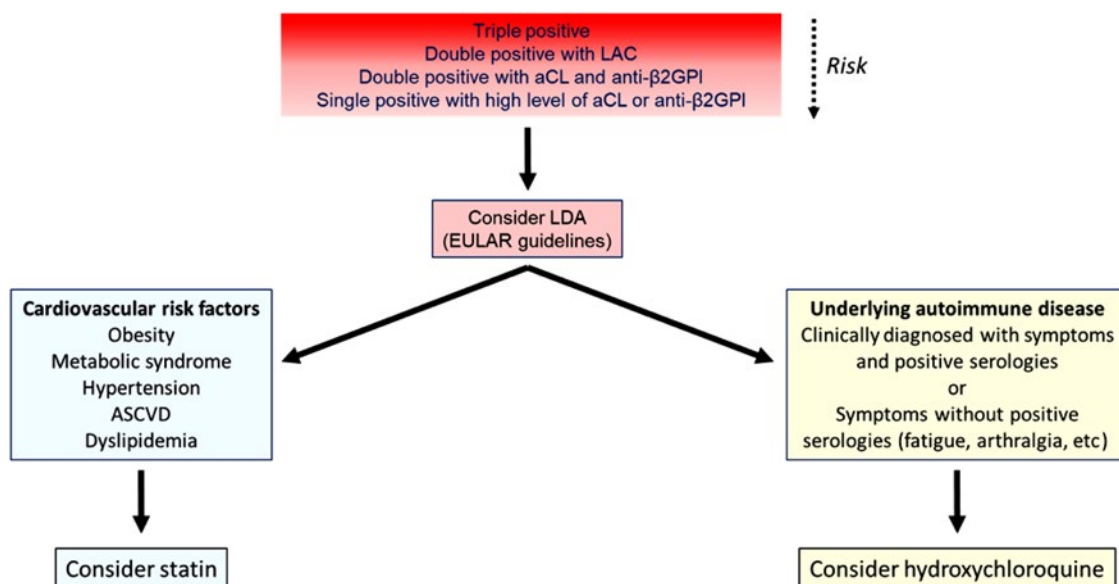 Triple positive
Double positive with LAC
Double positive with aCL and anti-β2GPI
Single positive with high level of aCL or anti-β2GPI
Risk
Consider LDA
(EULAR guidelines)
Cardiovascular risk factors
Obesity
Metabolic syndrome
Hypertension
ASCVD
Dyslipidemia
Underlying autoimmune disease
Clinically diagnosed with symptoms
and positive serologies
or
Symptoms without positive
serologies (fatigue, arthralgia, etc)
Consider statin
Consider hydroxychloroquine